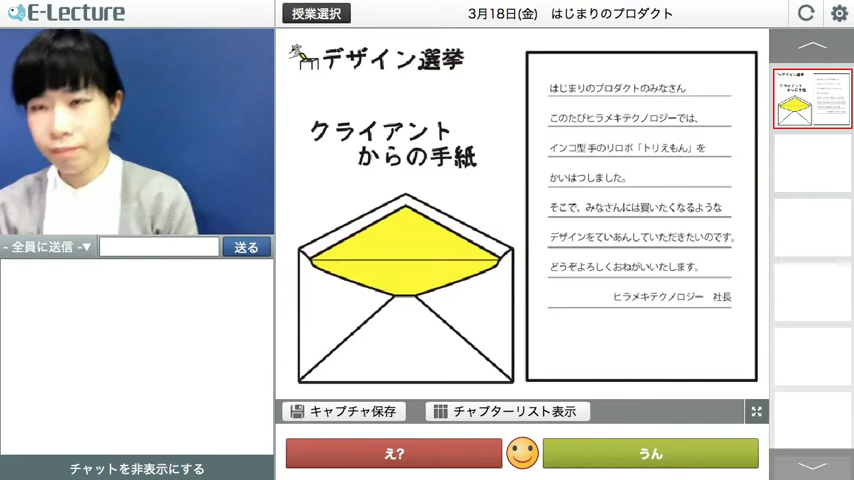 E-Lecture
授業選択
3月18日(金) はじまりのプロダクト
デザイン選挙
クライアント
からの手紙
はじまりのプロダクトのみなさん
このたびヒラメキテクノロジーでは、
インコ型 手のリロボ「トリえもん」を
かいはつしました。
そこで、みなさんには買いたくなるような
デザインをていあんしていただきたいのです。
どうぞよろしくおねがいいたします。
ヒラメキテクノロジー 社長
- 全員に送信 -▼
送る
キャプチャ保存
チャプターリスト表示
え?
うん
チャットを非表示にする